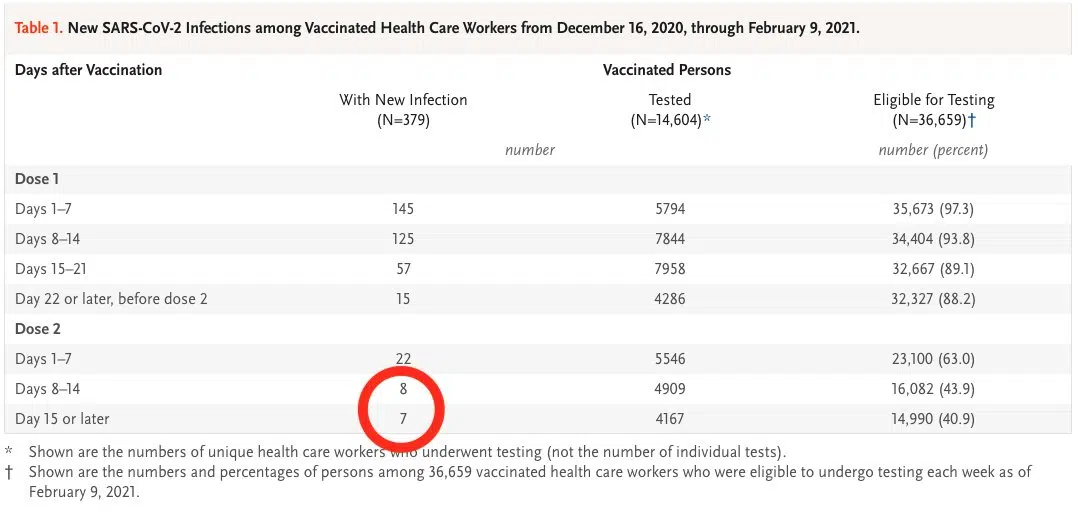 Table 1. New SARS-CoV-2 Infections among Vaccinated Health Care Workers from December 16, 2020, through February 9, 2021.
Days after Vaccination Vaccinated Persons
With New Infection (N=379) Tested (N=14,604)* Eligible for Testing (N=36,659)†
number number (percent)
Dose 1
Days 1–7 145 5794 35,673 (97.3)
Days 8–14 125 7844 34,404 (93.8)
Days 15–21 57 7958 32,667 (89.1)
Day 22 or later, before dose 2 15 4286 32,327 (88.2)
Dose 2
Days 1–7 22 5546 23,100 (63.0)
Days 8–14 8 4909 16,082 (43.9)
Day 15 or later 7 4167 14,990 (40.9)
* Shown are the numbers of unique health care workers who underwent testing (not the number of individual tests).
† Shown are the numbers and percentages of persons among 36,659 vaccinated health care workers who were eligible to undergo testing each week as of
February 9, 2021.